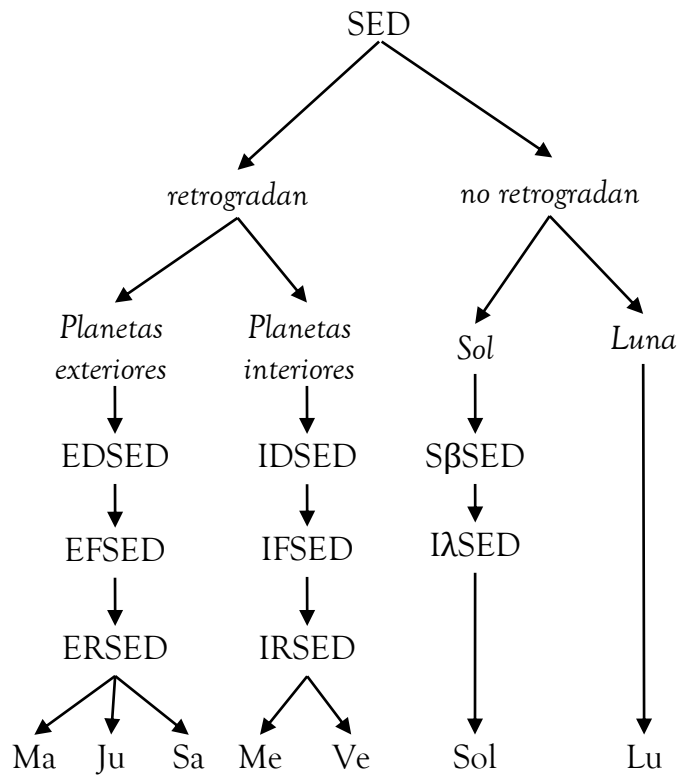 SED
retrogradan no retrogradan
Planetas
exteriores
Planetas
interiores
Sol
Luna
EDSED IDSED SβSED
EFSED IFSED IλSED
ERSED IRSED
Ma Ju Sa Me Ve Sol Lu